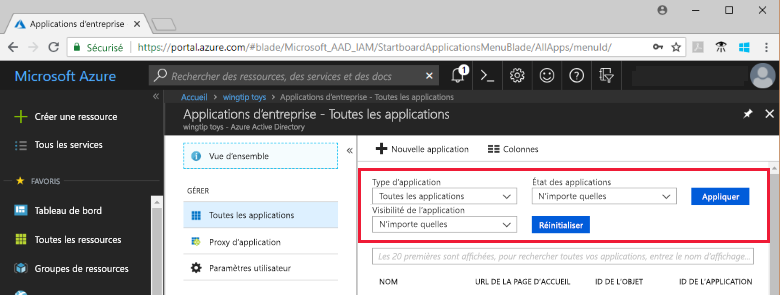 Applications d'entreprise
Sécurisé https://portal.azure.com/#blade/Microsoft_AAD_IAM/StartboardApplicationsMenuBlade/AllApps/menuId/
Microsoft Azure
Rechercher des ressources, des services et des docs
1
Accueil > wingtip toys > Applications d'entreprise - Toutes les applications
Applications d'entreprise - Toutes les applications
wingtip toys - Azure Active Directory
Créer une ressource
Tous les services
FAVORIS
Tableau de bord
Toutes les ressources
Groupes de ressources
Vue d'ensemble
GÉRER
Toutes les applications
Proxy d'application
Paramètres utilisateur
Nouvelle application
Colonnes
Type d'application
Toutes les applications
État des applications
N'importe quelles
Appliquer
Visibilité de l'application
N'importe quelles
Réinitialiser
Les 20 premières sont affichées, pour rechercher toutes vos applications, entrez le nom d'affichage...
NOM URL DE LA PAGE D'ACCUEIL ID DE L'OBJET ID DE L'APPLICATION